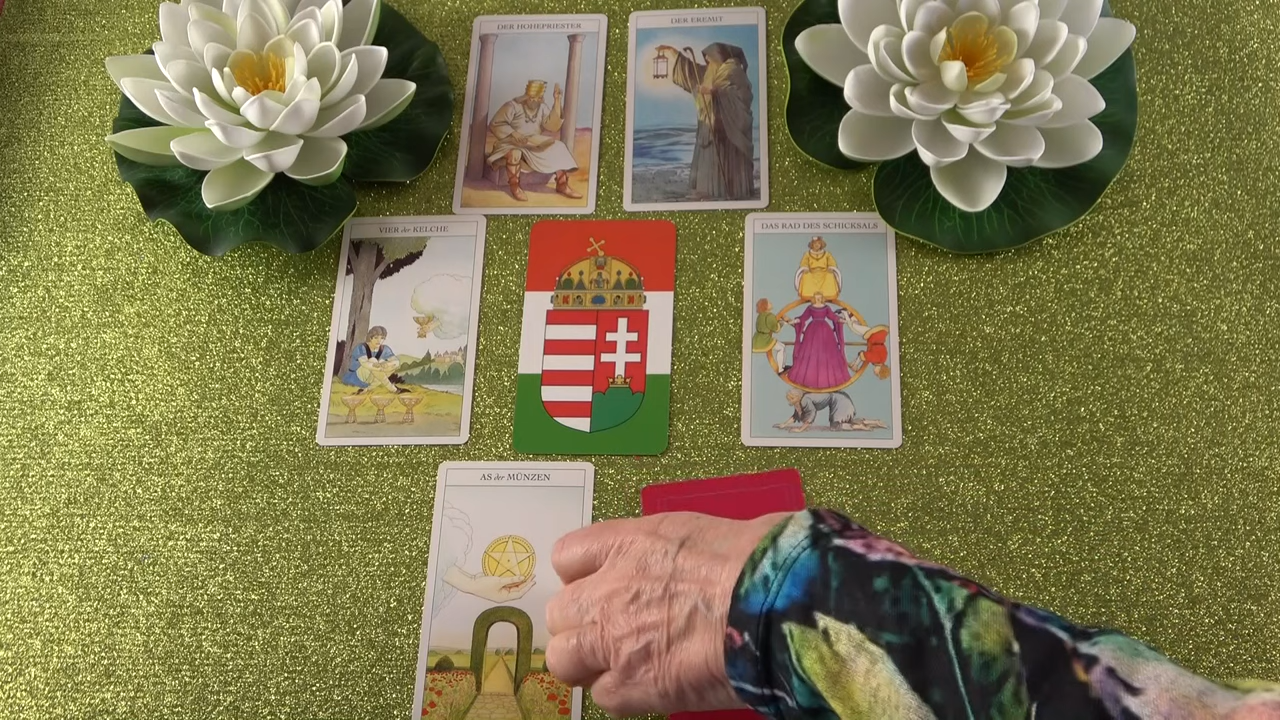 DER HOHEPRIESTER
DER EREMIT
VIER der KELCHE
DAS RAD DES SCHICKSALS
AS der MÜNZEN